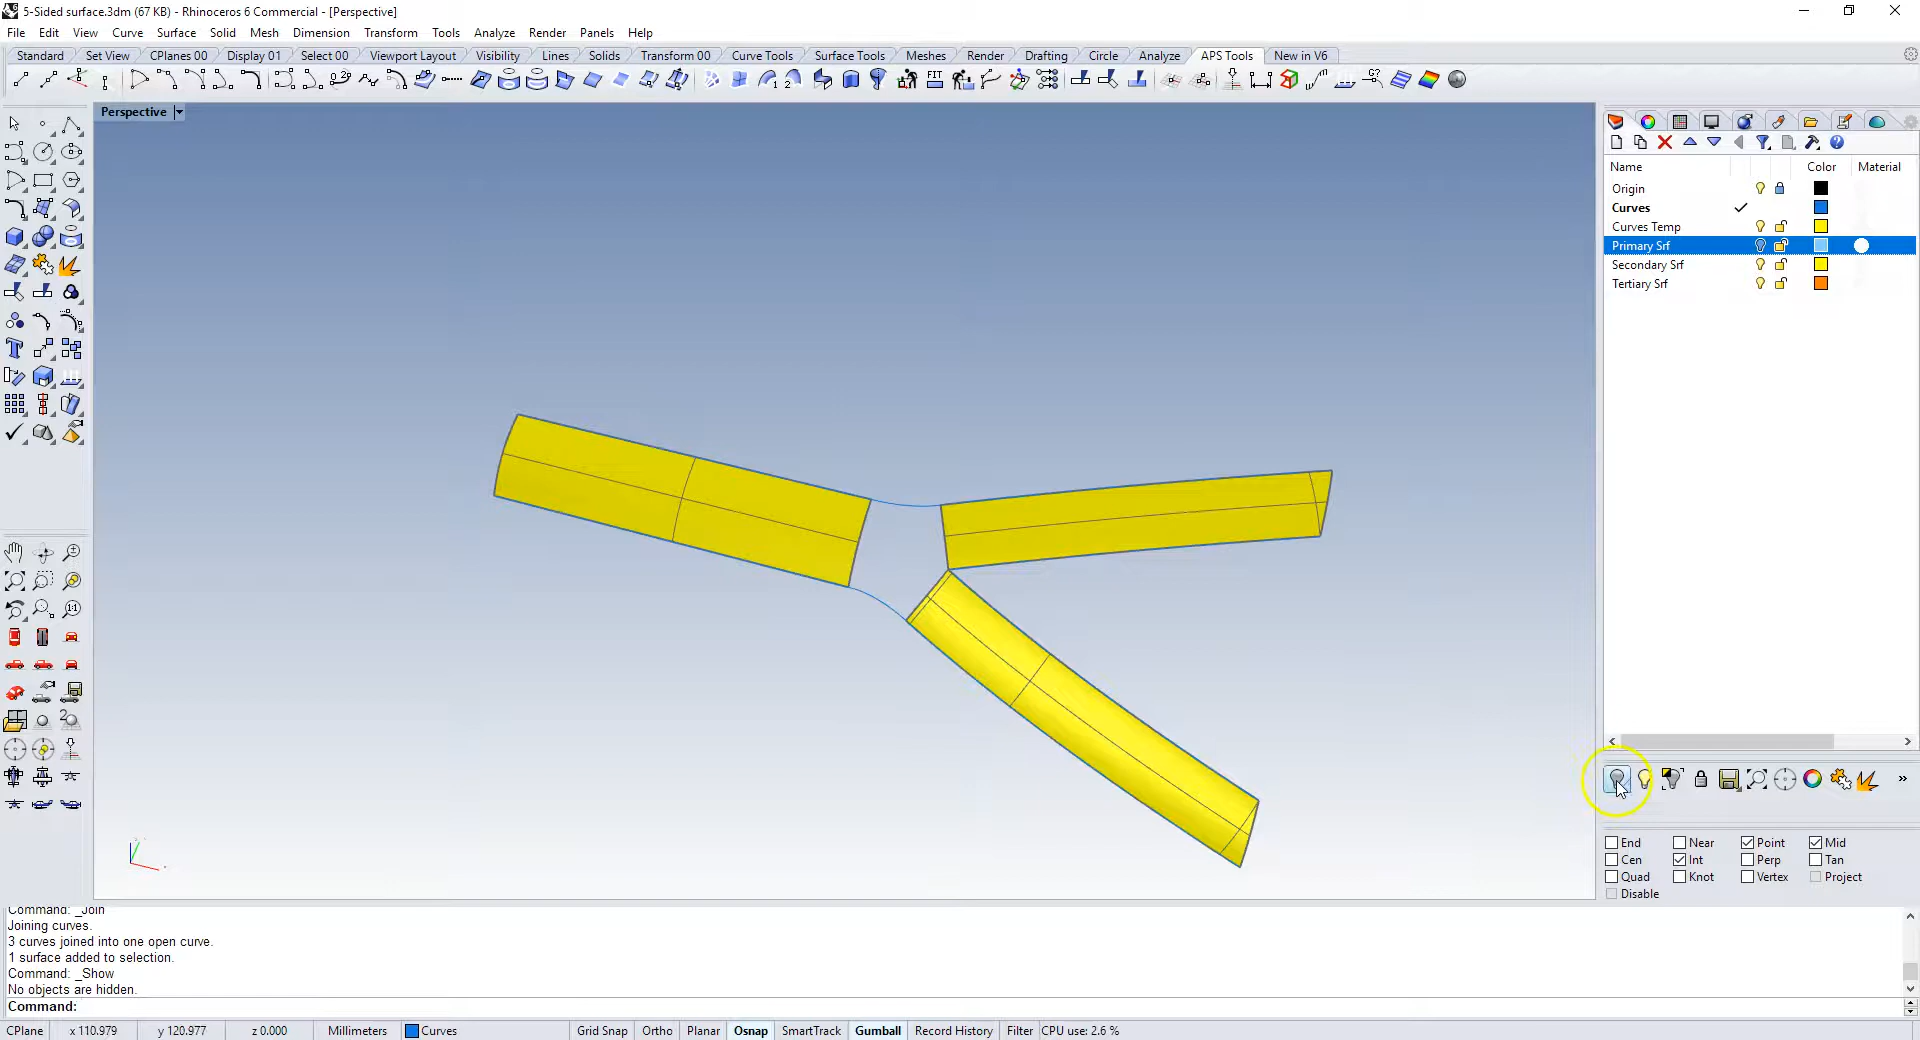 5-Sided surface.3dm (67 KB) - Rhinoceros 6 Commercial - [Perspective]
File Edit View Curve Surface Solid Mesh Dimension Transform Tools Analyze Render Panels Help
Standard Set View CPlanes 00 Display 01 Select 00 Viewport Layout Visibility Lines Solids Transform 00 Curve Tools Surface Tools Meshes Render Drafting Circle Analyze APS Tools New in V6
Perspective
Name Color Material
Origin
Curves
Curves Temp
Primary Srf
Secondary Srf
Tertiary Srf
End Near Point Mid
Cen Int Perp Tan
Quad Knot Vertex Project
Disable
Command: _Join
Joining curves.
3 curves joined into one open curve.
1 surface added to selection.
Command: _Show
No objects are hidden.
Command:
CPlane x 110.979 y 120.977 z 0.000 Millimeters Curves Grid Snap Ortho Planar Osnap SmartTrack Gumball Record History Filter CPU use: 2.6 %